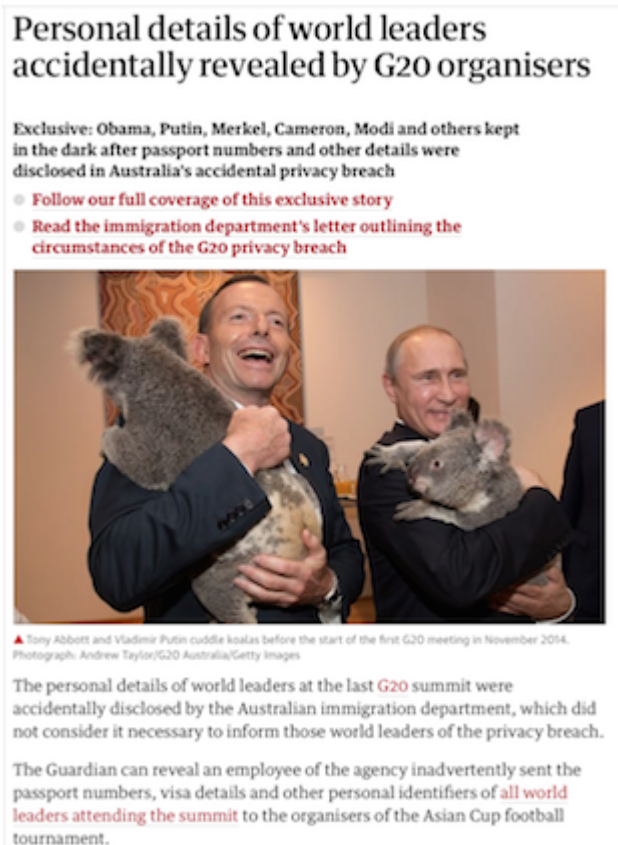 Personal details of world leaders
accidentally revealed by G20 organisers
Exclusive: Obama, Putin, Merkel, Cameron, Modi and others kept
in the dark after passport numbers and other details were
disclosed in Australia's accidental privacy breach
Follow our full coverage of this exclusive story
Read the immigration department's letter outlining the
circumstances of the G20 privacy breach
Tony Abbott and Vladimir Putin cuddle koalas before the start of the first G20 meeting in November 2014.
Photograph: Andrew Taylor/G20 Australia/Getty Images
The personal details of world leaders at the last G20 summit were
accidentally disclosed by the Australian immigration department, which did
not consider it necessary to inform those world leaders of the privacy breach.
The Guardian can reveal an employee of the agency inadvertently sent the
passport numbers, visa details and other personal identifiers of all world
leaders attending the summit to the organisers of the Asian Cup football
tournament.